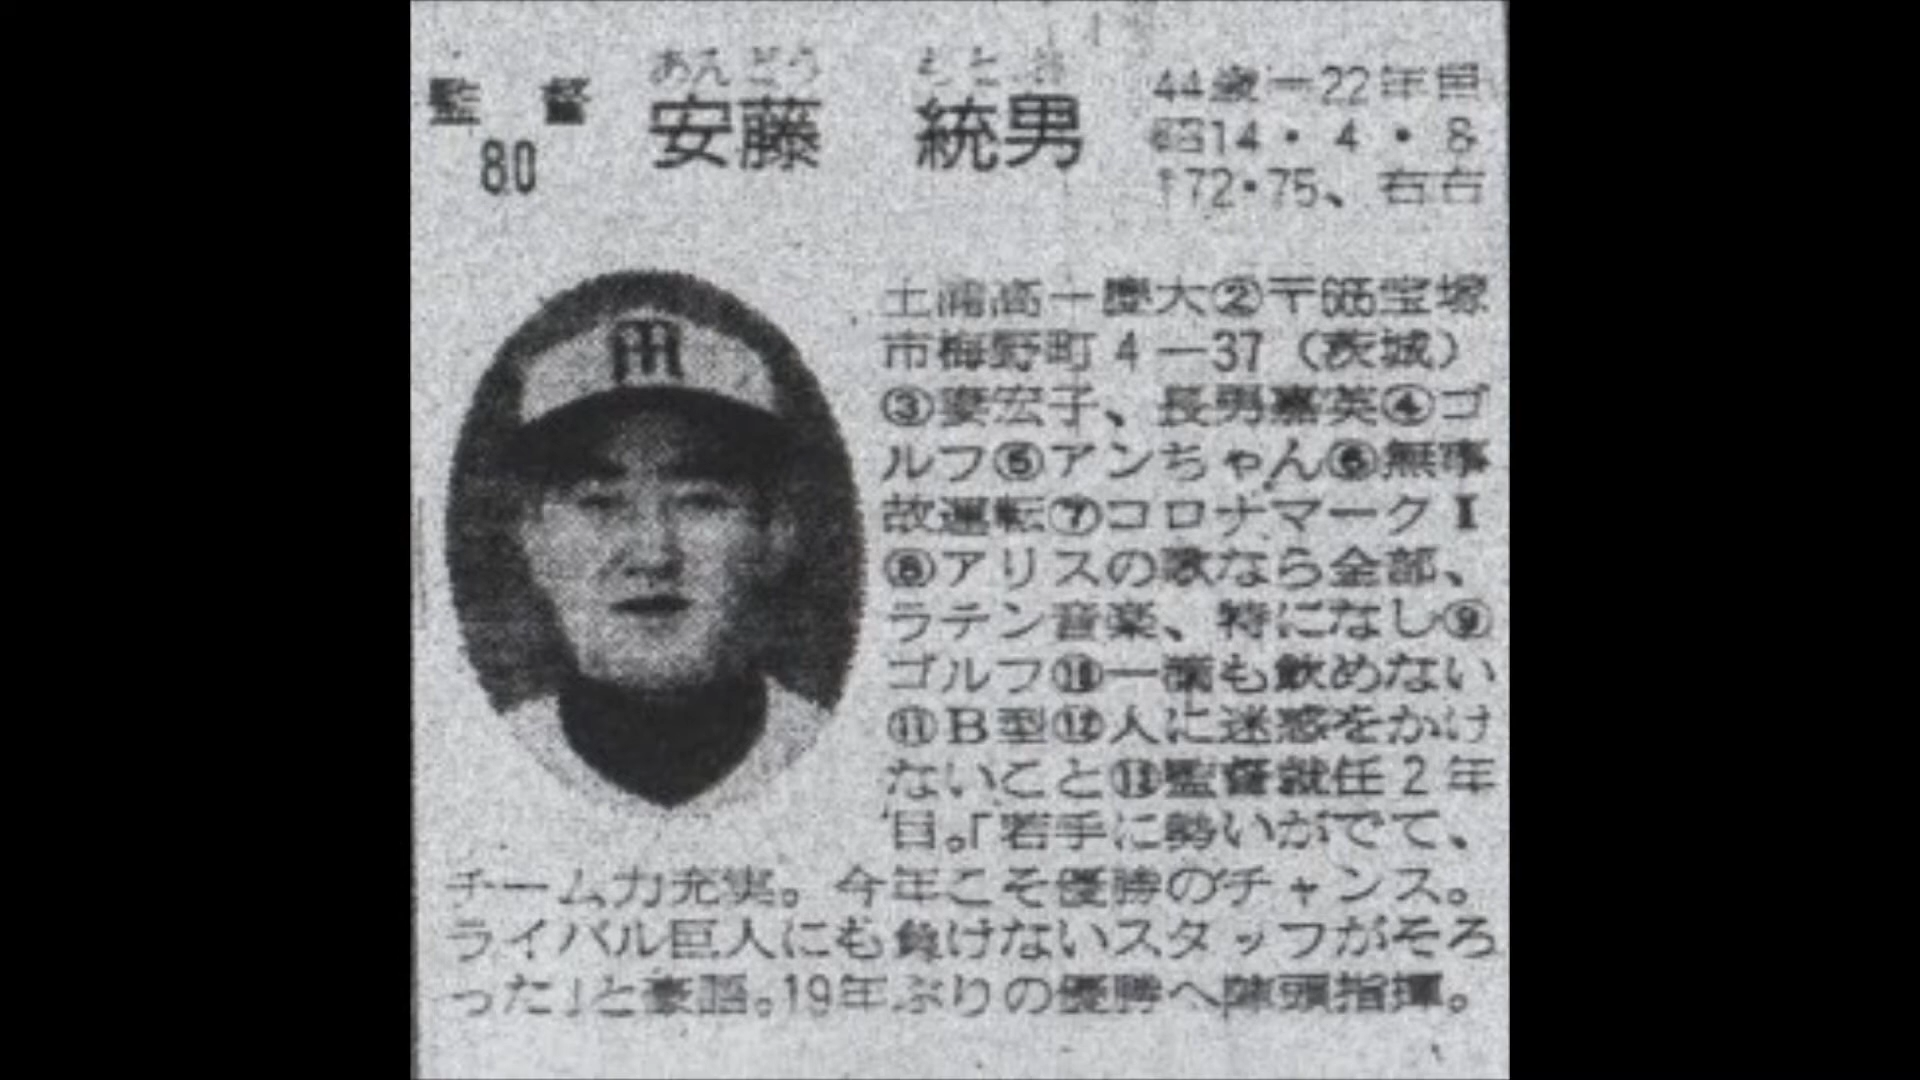 あんどう もとお
監督 安藤 統男 44歳=22年目
80 昭14・4・8
172・75、右右
土浦高―慶大②〒665宝塚
市梅野町4―37（茨城）
③妻宏子、長男嘉英④ゴ
ルフ⑤アンちゃん⑥無事
故運転⑦コロナマークⅡ
⑧アリスの歌なら全部、
ラテン音楽、特になし⑨
ゴルフ⑩一滴も飲めない
⑪B型⑫人に迷惑をかけ
ないこと⑬監督就任2年
目。「若手に勢いがでて、
チーム力充実。今年こそ優勝のチャンス。
ライバル巨人にも負けないスタッフがそろ
った」と豪語。19年ぶりの優勝へ陣頭指揮。